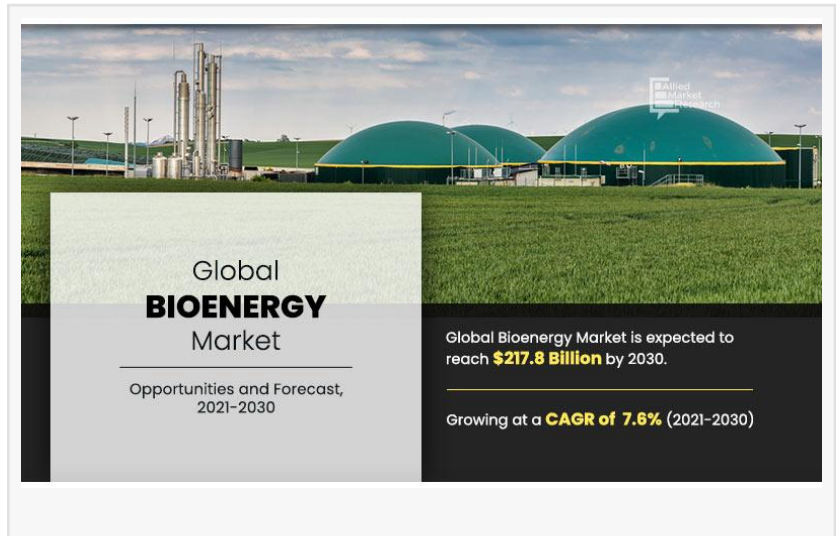 Allied
Market
Research
Global
BIOENERGY
Market
Opportunities and Forecast,
2021-2030
Global Bioenergy Market is expected to
reach $217.8 Billion by 2030.
Growing at a CAGR of 7.6% (2021-2030)